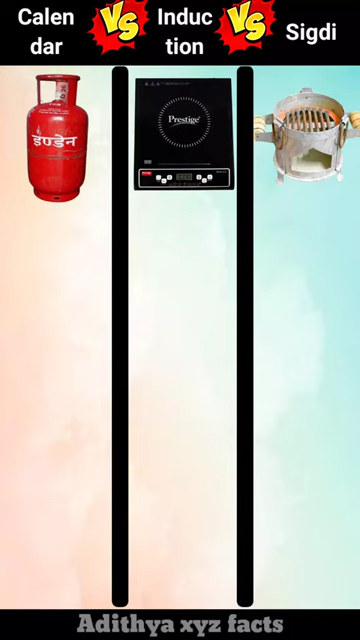 Calen
dar
VS
Induc
tion
VS
Sigdi
इण्डेन
Prestige
Adithya xyz facts